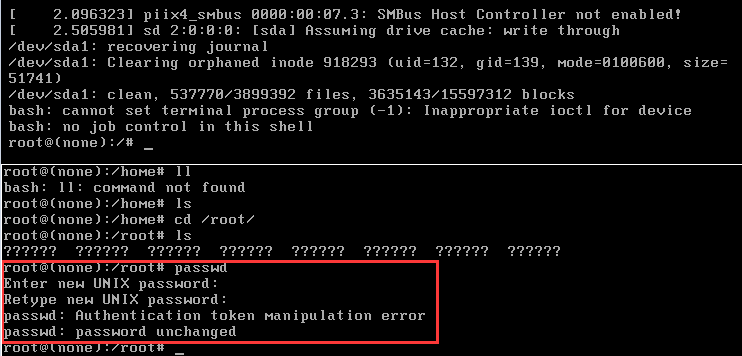 [    2.096323] piix4_smbus 0000:00:07.3: SMBus Host Controller not enabled!
[    2.505981] sd 2:0:0:0: [sda] Assuming drive cache: write through
/dev/sda1: recovering journal
/dev/sda1: Clearing orphaned inode 918293 (uid=132, gid=139, mode=0100600, size=
51741)
/dev/sda1: clean, 537770/3899392 files, 3635143/15597312 blocks
bash: cannot set terminal process group (-1): Inappropriate ioctl for device
bash: no job control in this shell
root@(none):/# _
root@(none):/home# ll
bash: ll: command not found
root@(none):/home# ls
root@(none):/home# cd /root/
root@(none):/root# ls
??????  ??????  ??????  ??????  ??????  ??????  ??????  ??????
root@(none):/root# passwd
Enter new UNIX password:
Retype new UNIX password:
passwd: Authentication token manipulation error
passwd: password unchanged
root@(none):/root# _